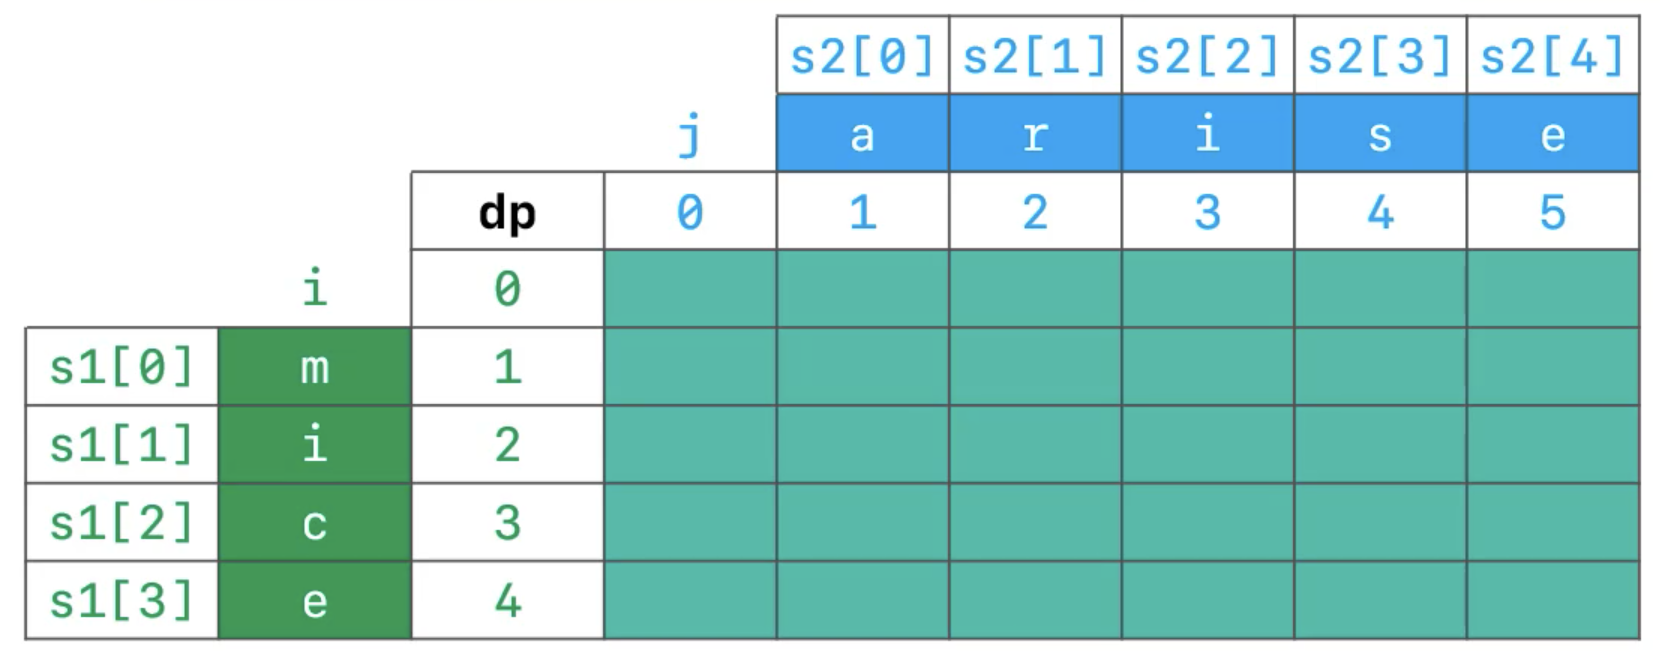 s2[0] s2[1] s2[2] s2[3] s2[4]
j a r i s e
dp 0 1 2 3 4 5
i 0
s1[0] m 1
s1[1] i 2
s1[2] c 3
s1[3] e 4